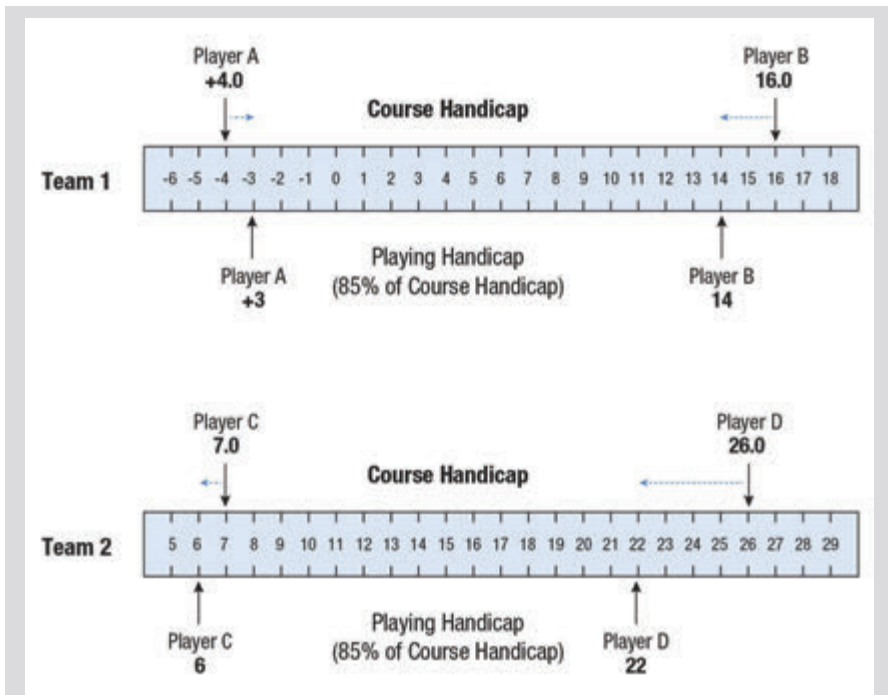 Player A
+4.0
Player B
16.0
Course Handicap
Team 1
-6 -5 -4 -3 -2 -1 0 1 2 3 4 5 6 7 8 9 10 11 12 13 14 15 16 17 18
Player A
+3
Playing Handicap
(85% of Course Handicap)
Player B
14
Player C
7.0
Player D
26.0
Course Handicap
Team 2
5 6 7 8 9 10 11 12 13 14 15 16 17 18 19 20 21 22 23 24 25 26 27 28 29
Player C
6
Playing Handicap
(85% of Course Handicap)
Player D
22